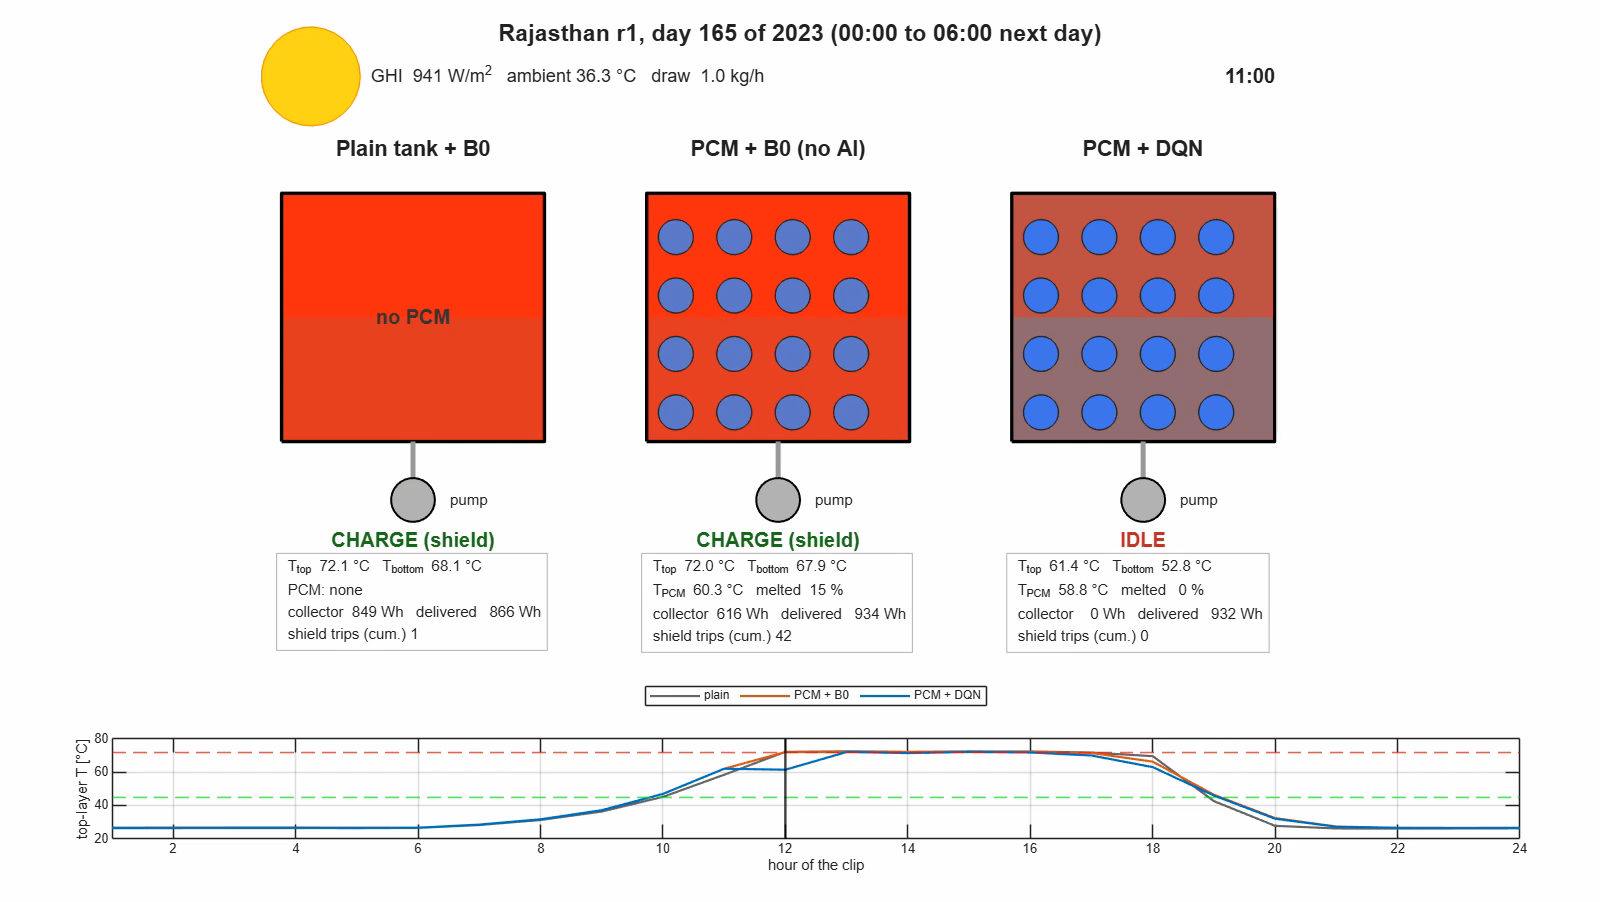 Rajasthan r1, day 165 of 2023 (00:00 to 06:00 next day)
GHI 941 W/m² ambient 36.3 °C draw 1.0 kg/h
11:00
Plain tank + B0
PCM + B0 (no AI)
PCM + DQN
no PCM
pump
pump
pump
CHARGE (shield)
CHARGE (shield)
IDLE
Ttop 72.1 °C Tbottom 68.1 °C
PCM: none
collector 849 Wh delivered 866 Wh
shield trips (cum.) 1
Ttop 72.0 °C Tbottom 67.9 °C
TPCM 60.3 °C melted 15 %
collector 616 Wh delivered 934 Wh
shield trips (cum.) 42
Ttop 61.4 °C Tbottom 52.8 °C
TPCM 58.8 °C melted 0 %
collector 0 Wh delivered 932 Wh
shield trips (cum.) 0
plain PCM + B0 PCM + DQN
top-layer T [°C]
80
60
40
20
2 4 6 8 10 12 14 16 18 20 22 24
hour of the clip